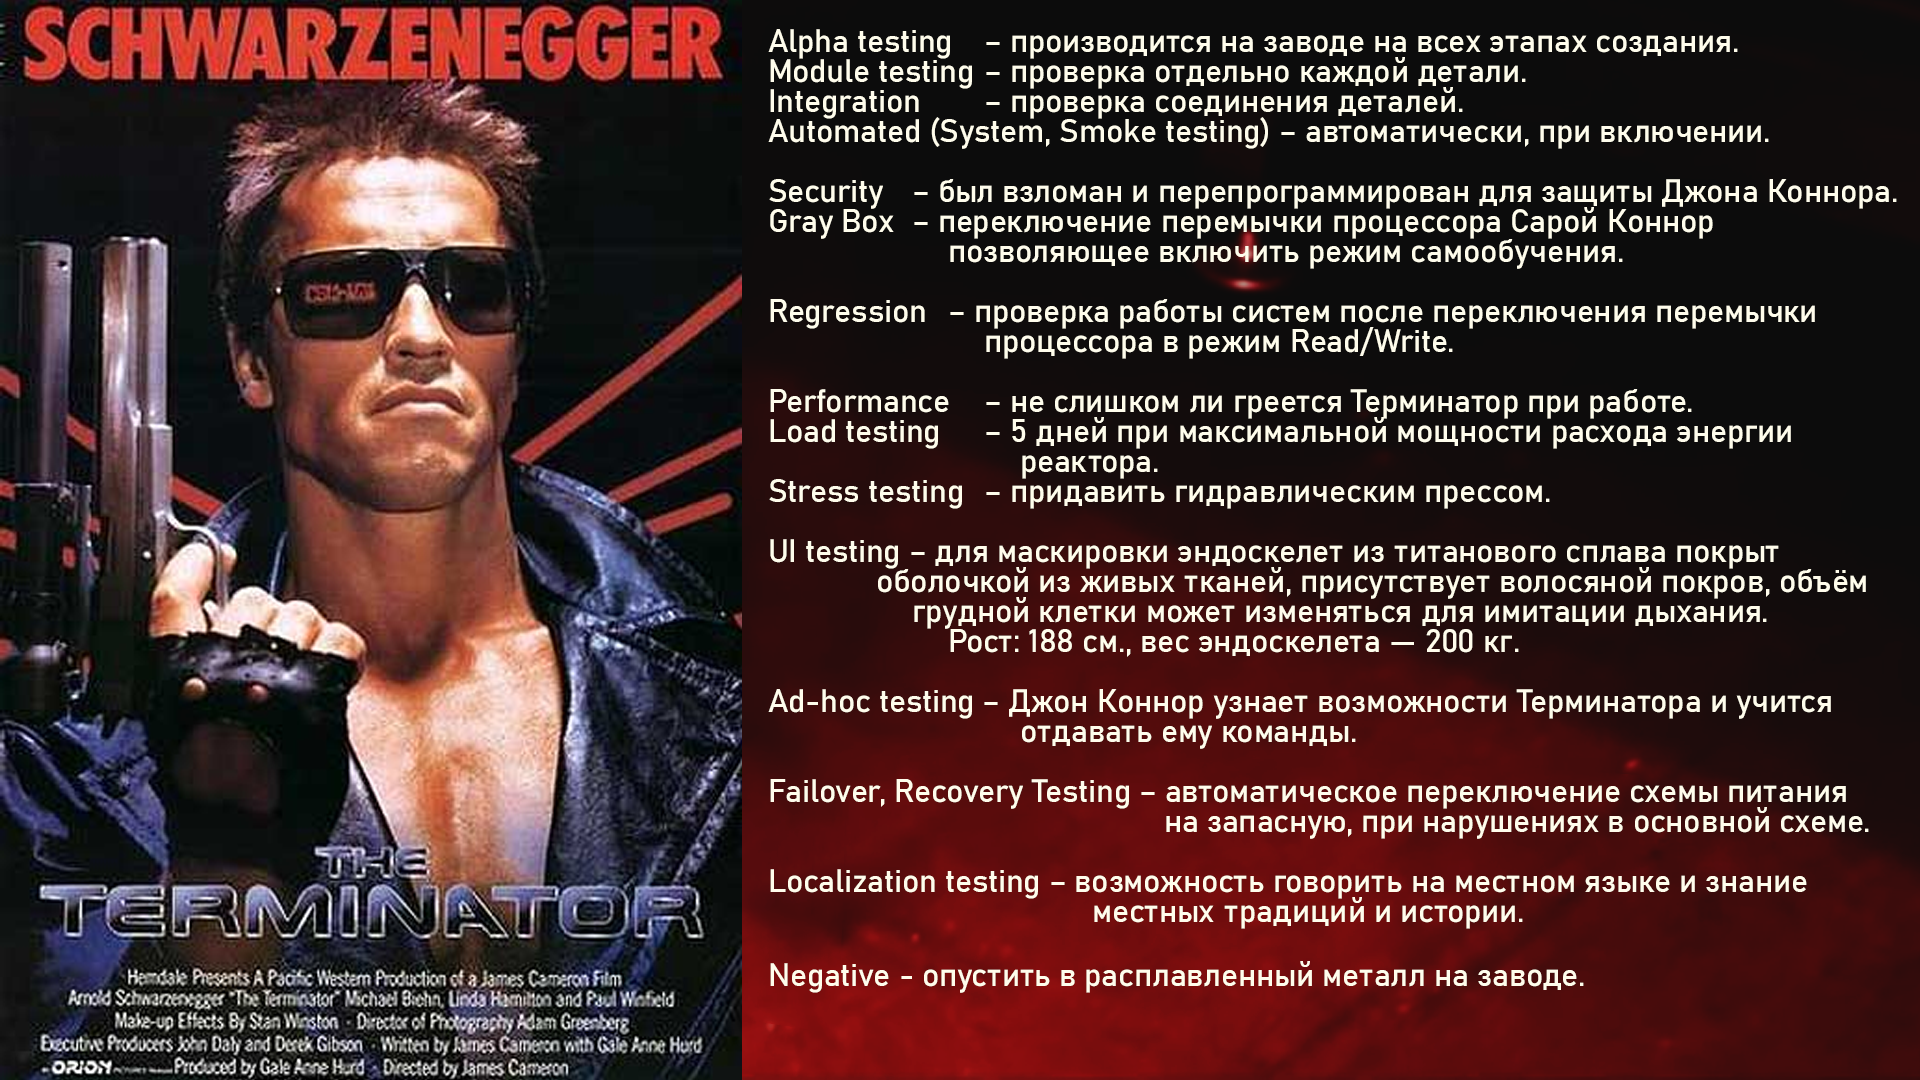 SCHWARZENEGGER
THE
TERMINATOR
Hemdale Presents A Pacific Western Production of a James Cameron Film
Arnold Schwarzenegger "The Terminator" Michael Biehn, Linda Hamilton and Paul Winfield
Make-up Effects By Stan Winston · Director of Photography Adam Greenberg
Executive Producers John Daly and Derek Gibson · Written by James Cameron with Gale Anne Hurd
ORION PICTURES Produced by Gale Anne Hurd · Directed by James Cameron
Alpha testing – производится на заводе на всех этапах создания.
Module testing – проверка отдельно каждой детали.
Integration – проверка соединения деталей.
Automated (System, Smoke testing) – автоматически, при включении.
Security – был взломан и перепрограммирован для защиты Джона Коннора.
Gray Box – переключение перемычки процессора Сарой Коннор
позволяющее включить режим самообучения.
Regression – проверка работы систем после переключения перемычки
процессора в режим Read/Write.
Performance – не слишком ли греется Терминатор при работе.
Load testing – 5 дней при максимальной мощности расхода энергии
реактора.
Stress testing – придавить гидравлическим прессом.
UI testing – для маскировки эндоскелет из титанового сплава покрыт
оболочкой из живых тканей, присутствует волосяной покров, объём
грудной клетки может изменяться для имитации дыхания.
Рост: 188 см., вес эндоскелета — 200 кг.
Ad-hoc testing – Джон Коннор узнает возможности Терминатора и учится
отдавать ему команды.
Failover, Recovery Testing – автоматическое переключение схемы питания
на запасную, при нарушениях в основной схеме.
Localization testing – возможность говорить на местном языке и знание
местных традиций и истории.
Negative - опустить в расплавленный металл на заводе.